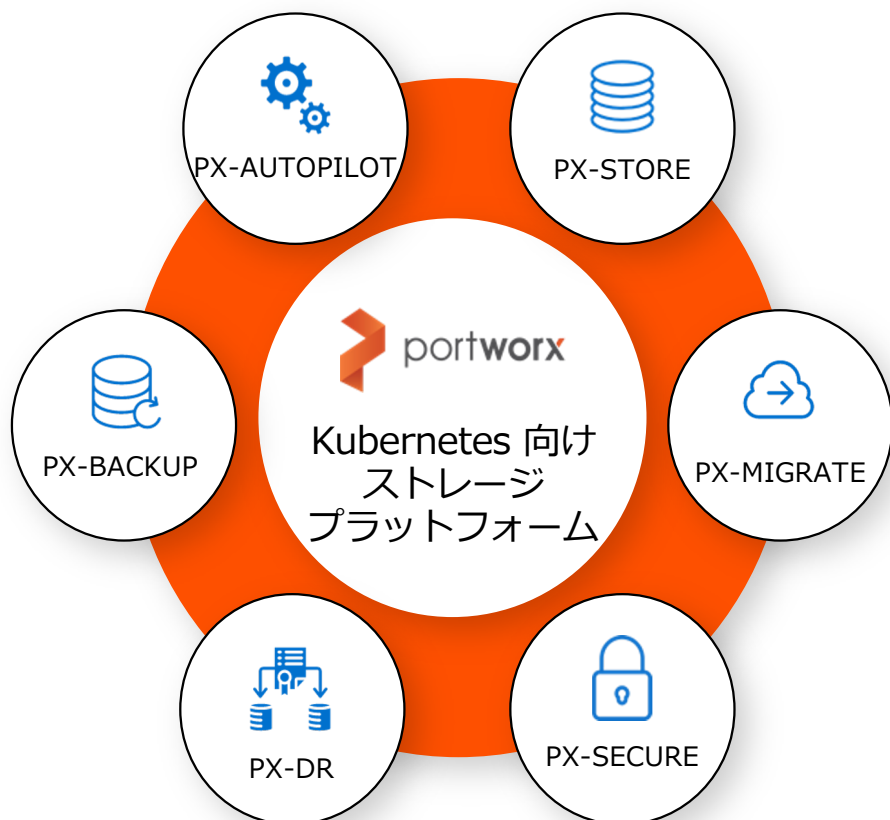 PX-AUTOPILOT
PX-STORE
portworx
Kubernetes 向け
ストレージ
プラットフォーム
PX-BACKUP
PX-MIGRATE
PX-DR
PX-SECURE